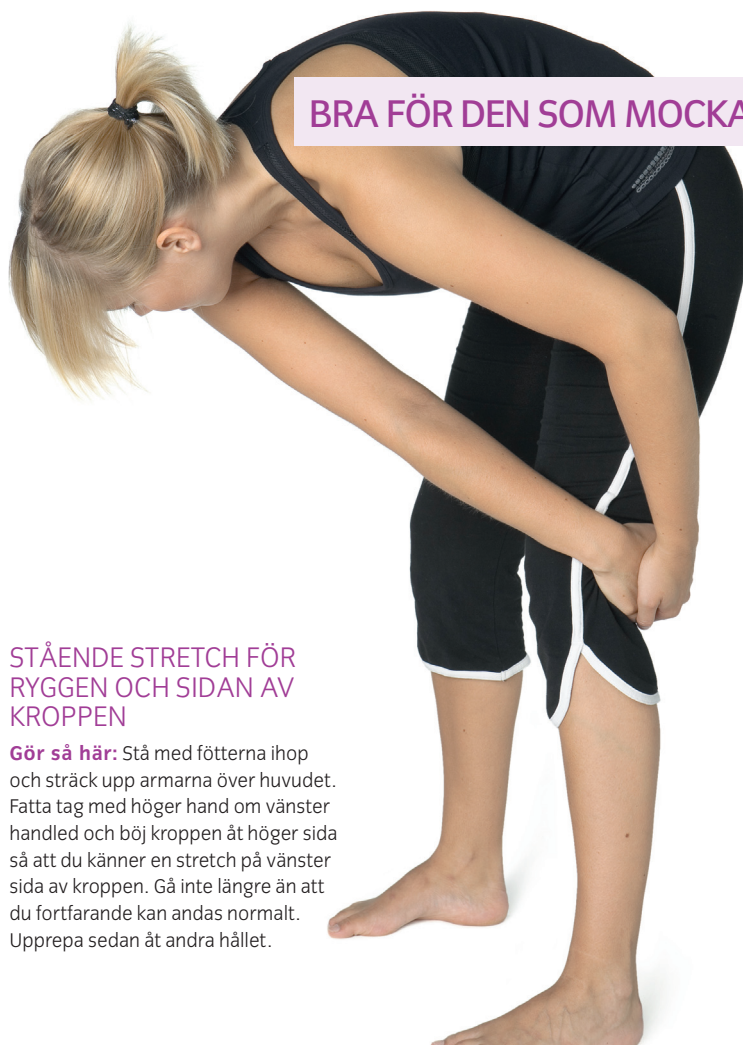 BRA FÖR DEN SOM MOCKA
STÅENDE STRETCH FÖR
RYGGEN OCH SIDAN AV
KROPPEN
Gör så här: Stå med fötterna ihop
och sträck upp armarna över huvudet.
Fatta tag med höger hand om vänster
handled och böj kroppen åt höger sida
så att du känner en stretch på vänster
sida av kroppen. Gå inte längre än att
du fortfarande kan andas normalt.
Upprepa sedan åt andra hållet.